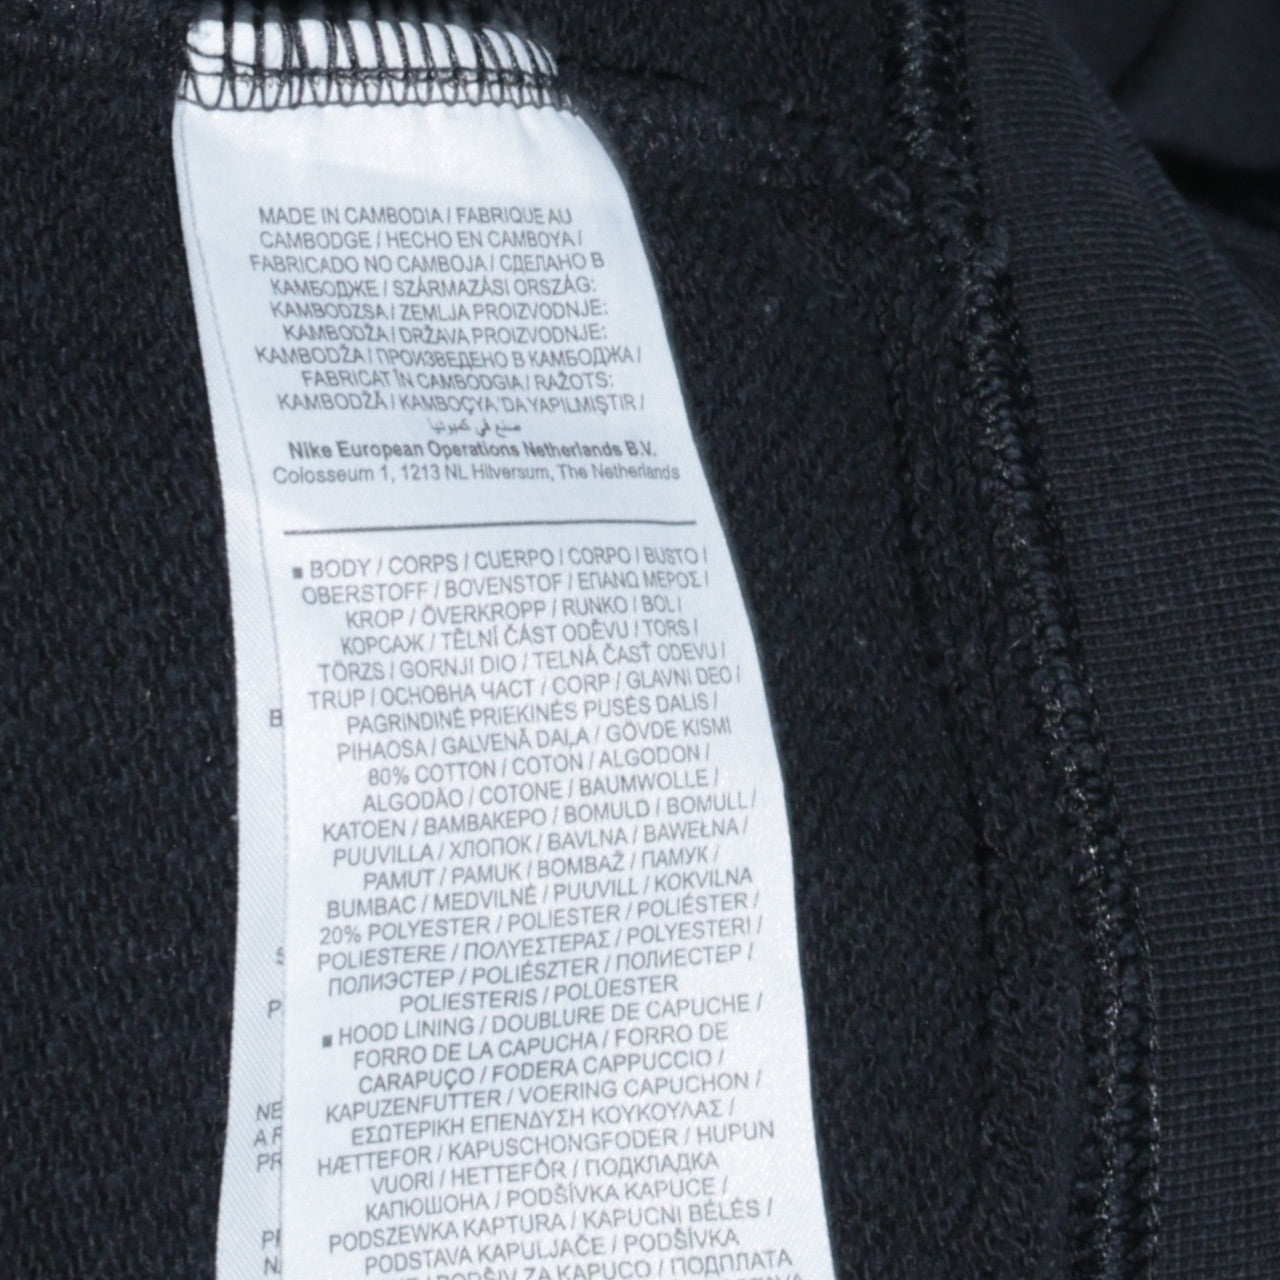 MADE IN CAMBODIA / FABRIQUE AU
CAMBODGE / HECHO EN CAMBOYA /
FABRICADO NO CAMBOJA / СДЕЛАНО В
КАМБОДЖЕ / SZÁRMAZÁSI ORSZÁG:
KAMBODZSA / ZEMLJA PROIZVODNJE:
KAMBODŽA / DRŽAVA PROIZVODNJE:
KAMBODŽA / ПРОИЗВЕДЕНО В КАМБОДЖА /
FABRICAT ÎN CAMBODGIA / RAŽOTS:
KAMBODŽĀ / KAMBOÇYA 'DA YAPILMIŞTIR /
صنع في كمبوديا
Nike European Operations Netherlands B.V.
Colosseum 1, 1213 NL Hilversum, The Netherlands
■ BODY / CORPS / CUERPO / CORPO / BUSTO /
OBERSTOFF / BOVENSTOF / ΕΠΑΝΩ ΜΕΡΟΣ /
KROP / ÖVERKROPP / RUNKO / BOL /
КОРСАЖ / TĚLNÍ ČÁST ODĚVU / TORS /
TÖRZS / GORNJI DIO / TELNÁ ČASŤ ODEVU /
TRUP / ОСНОВНА ЧАСТ / CORP / GLAVNI DEO /
PAGRINDINĖ PRIEKINĖS PUSĖS DALIS /
PIHAOSA / GALVENĀ DAĻA / GÖVDE KISMI
80% COTTON / COTON / ALGODON /
ALGODÃO / COTONE / BAUMWOLLE /
KATOEN / ΒΑΜΒΑΚΕΡΟ / BOMULD / BOMULL /
PUUVILLA / ХЛОПОК / BAVLNA / BAWEŁNA /
PAMUT / PAMUK / BOMBAŽ / ПАМУК /
BUMBAC / MEDVILNĖ / PUUVILL / KOKVILNA
20% POLYESTER / POLIESTER / POLIÉSTER /
POLIESTERE / ΠΟΛΥΕΣΤΕΡΑΣ / POLYESTERI /
ПОЛИЭСТЕР / POLIÉSZTER / ПОЛИЕСТЕР /
POLIESTERIS / POLÜESTER
■ HOOD LINING / DOUBLURE DE CAPUCHE /
FORRO DE LA CAPUCHA / FORRO DE
CARAPUÇO / FODERA CAPPUCCIO /
KAPUZENFUTTER / VOERING CAPUCHON /
ΕΣΩΤΕΡΙΚΗ ΕΠΕΝΔΥΣΗ ΚΟΥΚΟΥΛΑΣ /
HÆTTEFOR / KAPUSCHONGFODER / HUPUN
VUORI / HETTEFÔR / ПОДКЛАДКА
КАПЮШОНА / PODŠÍVKA KAPUCE /
PODSZEWKA KAPTURA / KAPUCNI BÉLÉS /
PODSTAVA KAPULJAČE / PODŠÍVKA
PODŠIV ZA KAPUCO / ПОДПЛАТА